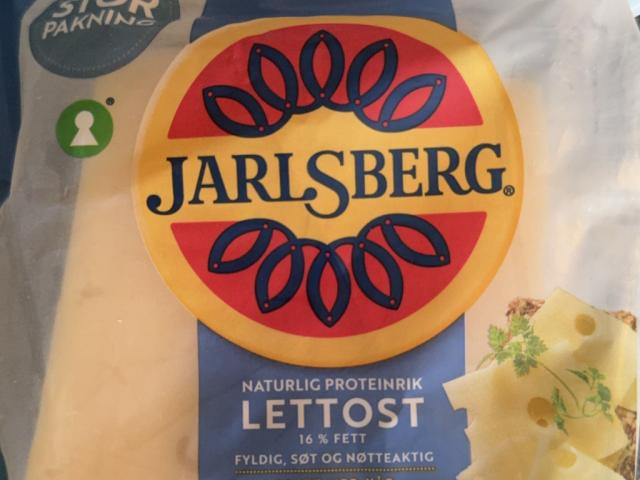 STOR
PAKNING
JARLSBERG®
NATURLIG PROTEINRIK
LETTOST
16 % FETT
FYLDIG, SØT OG NØTTEAKTIG